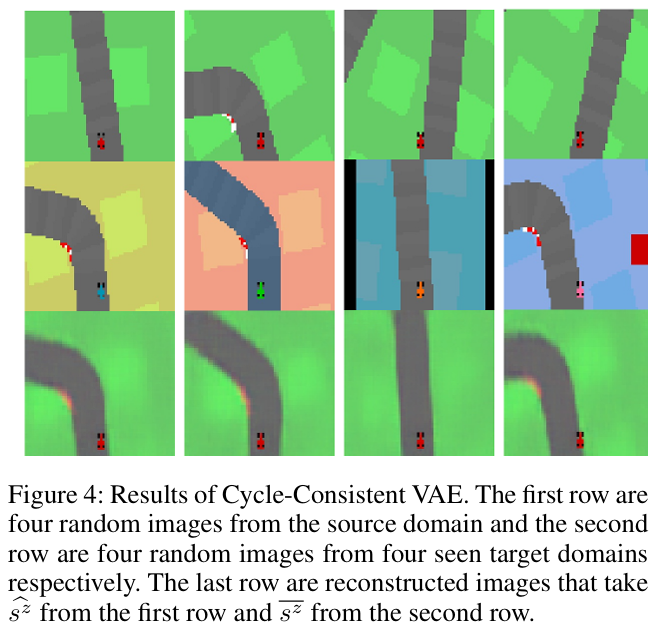 Figure 4: Results of Cycle-Consistent VAE. The first row are
four random images from the source domain and the second
row are four random images from four seen target domains
respectively. The last row are reconstructed images that take
$\widehat{s^z}$ from the first row and $\overline{s^z}$ from the second row.